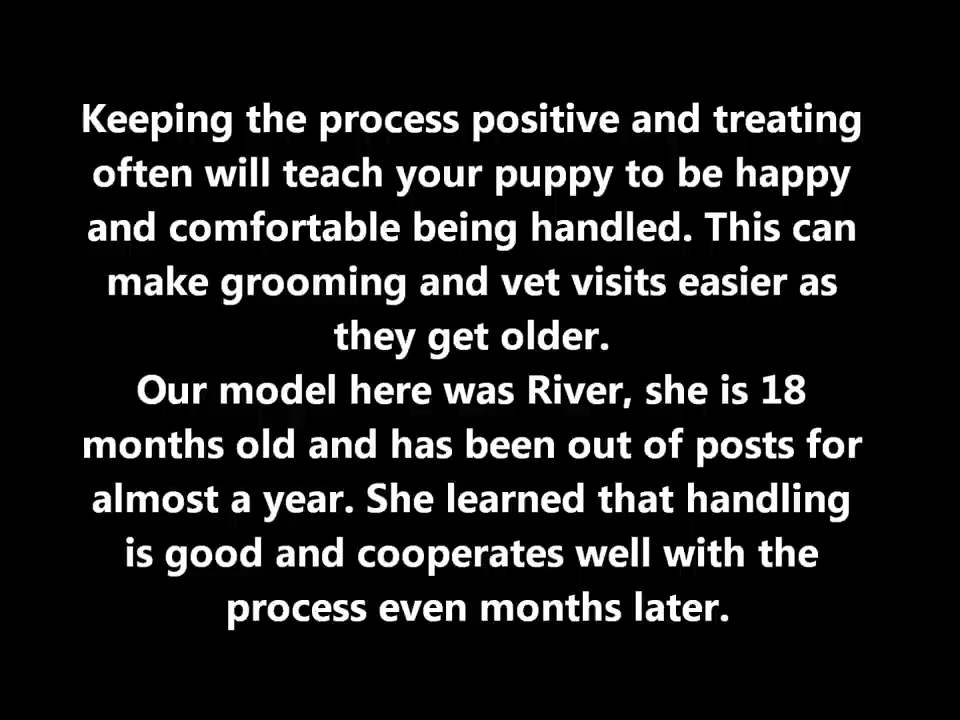 Keeping the process positive and treating
often will teach your puppy to be happy
and comfortable being handled. This can
make grooming and vet visits easier as
they get older.
Our model here was River, she is 18
months old and has been out of posts for
almost a year. She learned that handling
is good and cooperates well with the
process even months later.